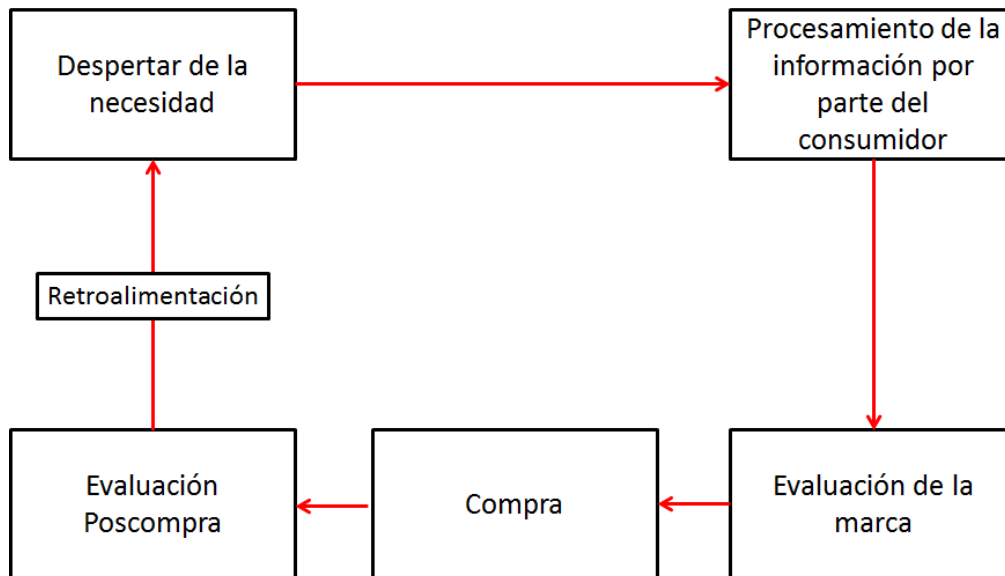 Despertar de la
necesidad
Procesamiento de la
información por
parte del
consumidor
Retroalimentación
Evaluación
Poscompra
Compra
Evaluación de la
marca